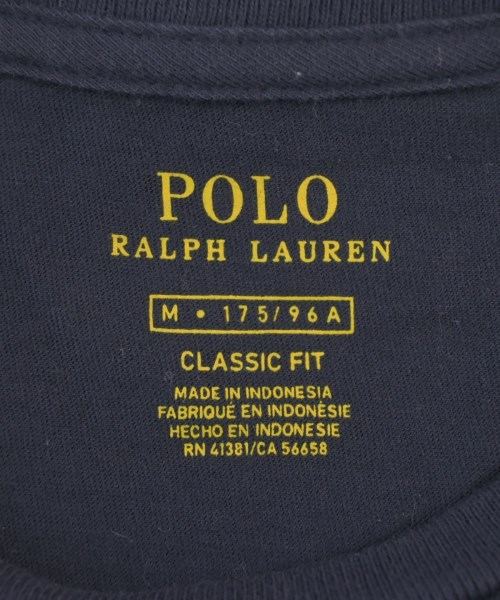 POLO
RALPH LAUREN
M • 175/96A
CLASSIC FIT
MADE IN INDONESIA
FABRIQUÉ EN INDONÉSIE
HECHO EN INDONESIE
RN 41381/CA 56658